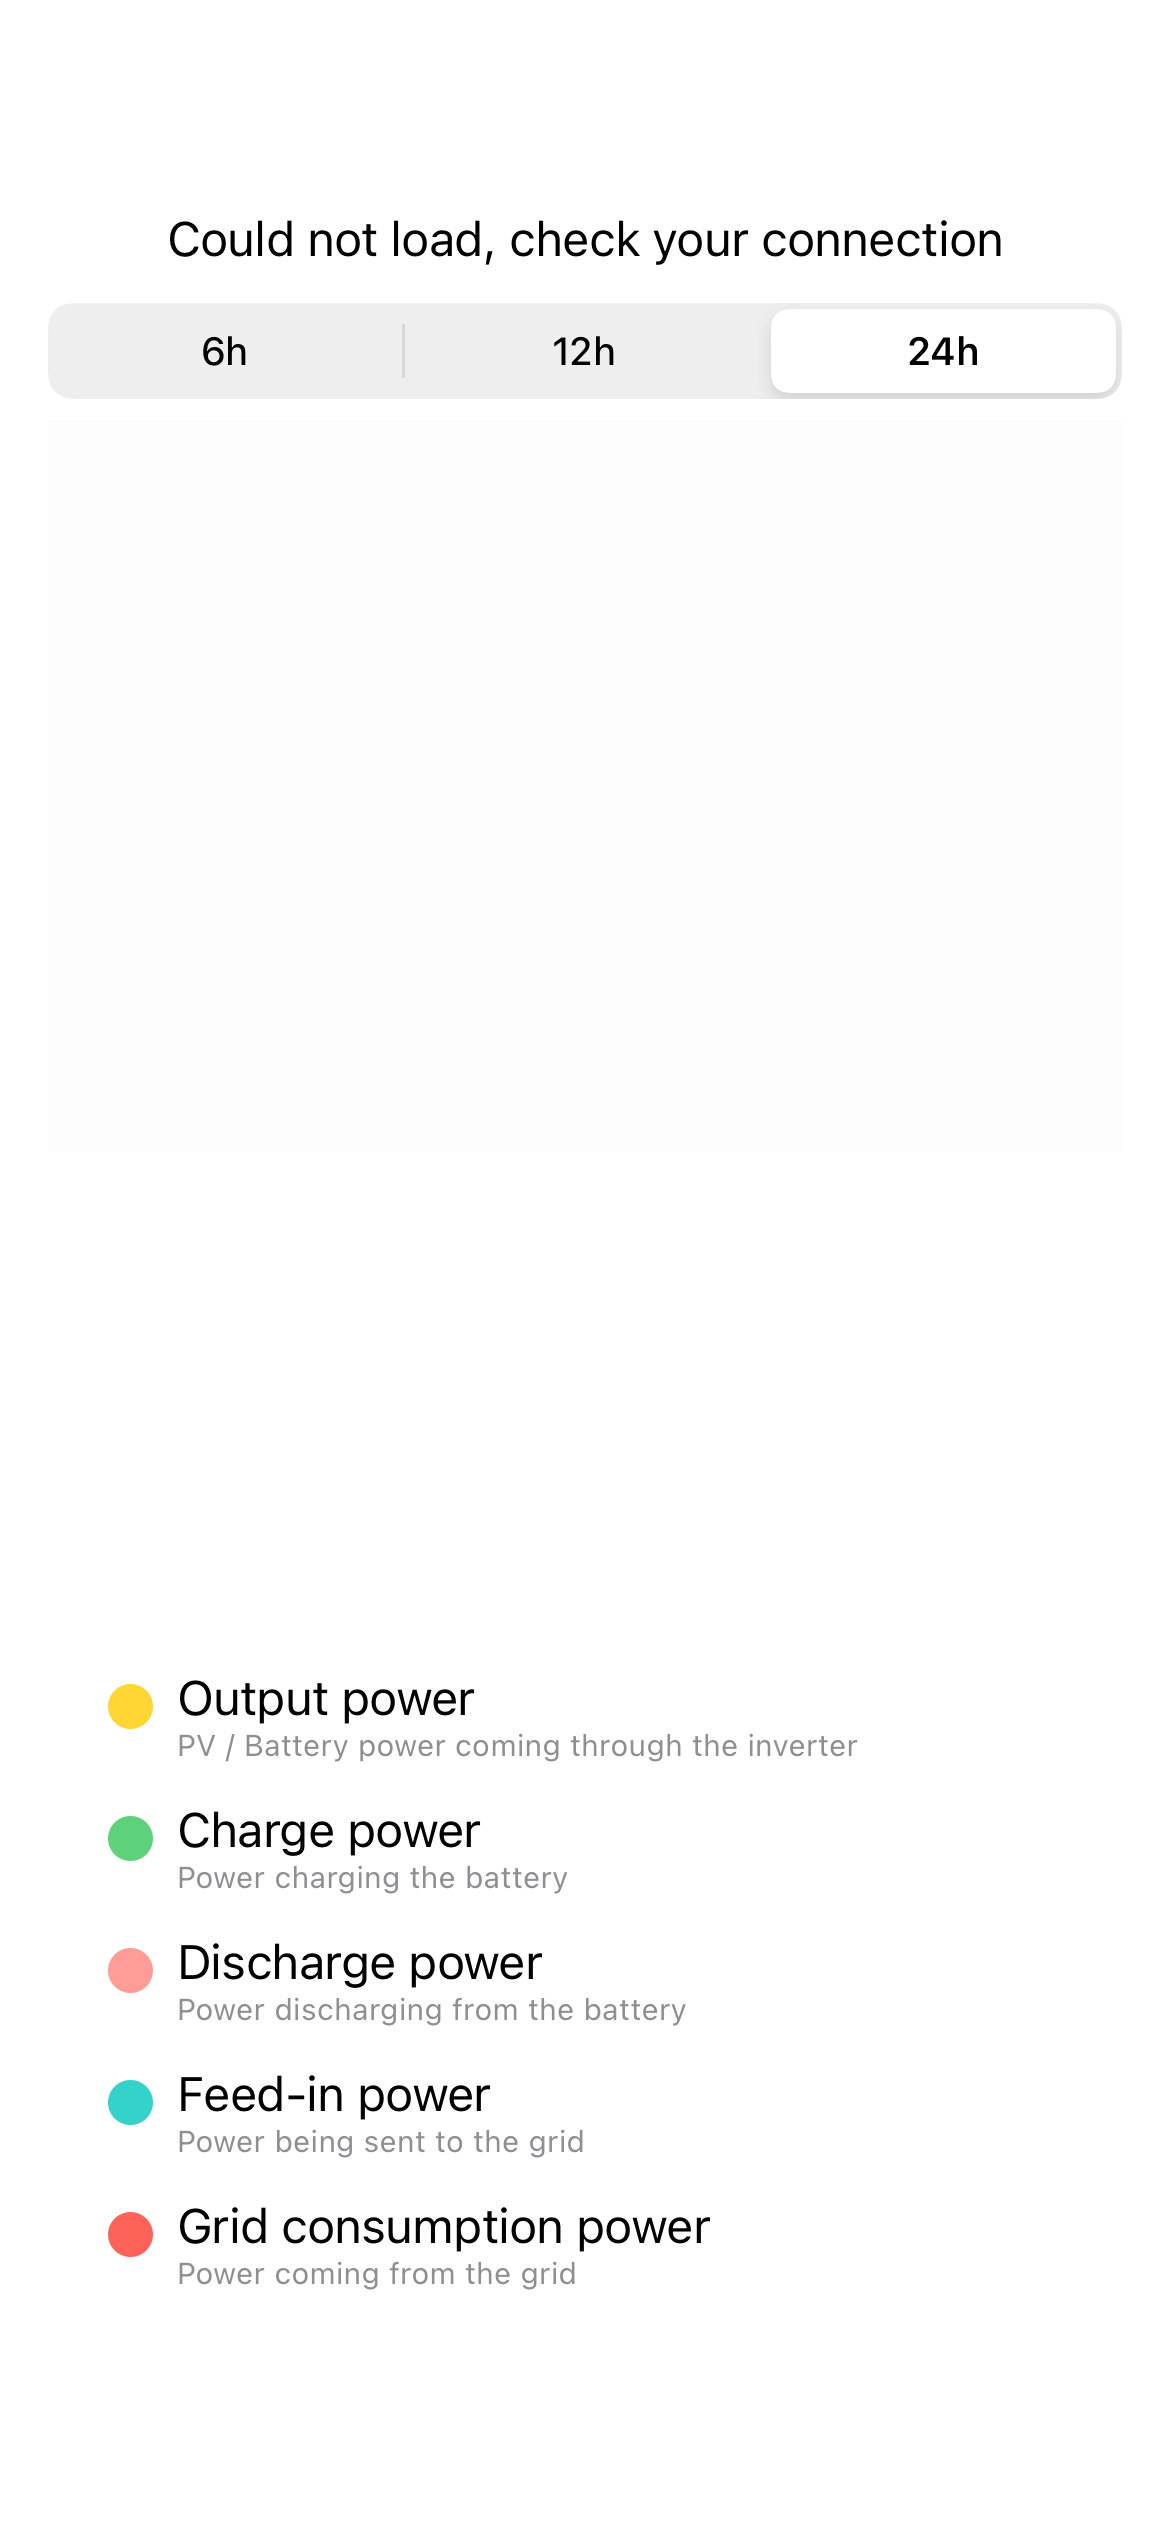 Could not load, check your connection
6h
12h
24h
Output power
PV / Battery power coming through the inverter
Charge power
Power charging the battery
Discharge power
Power discharging from the battery
Feed-in power
Power being sent to the grid
Grid consumption power
Power coming from the grid